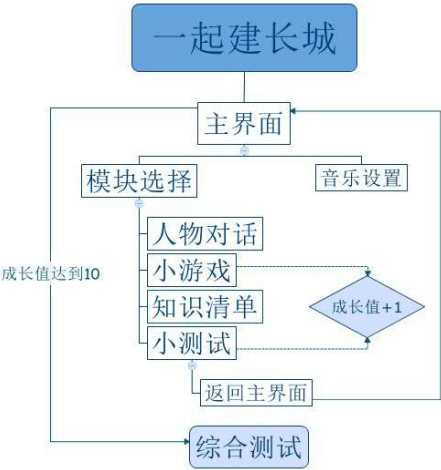 一起建长城
主界面
模块选择
音乐设置
人物对话
小游戏
成长值达到10
知识清单
成长值+1
小测试
返回主界面
综合测试